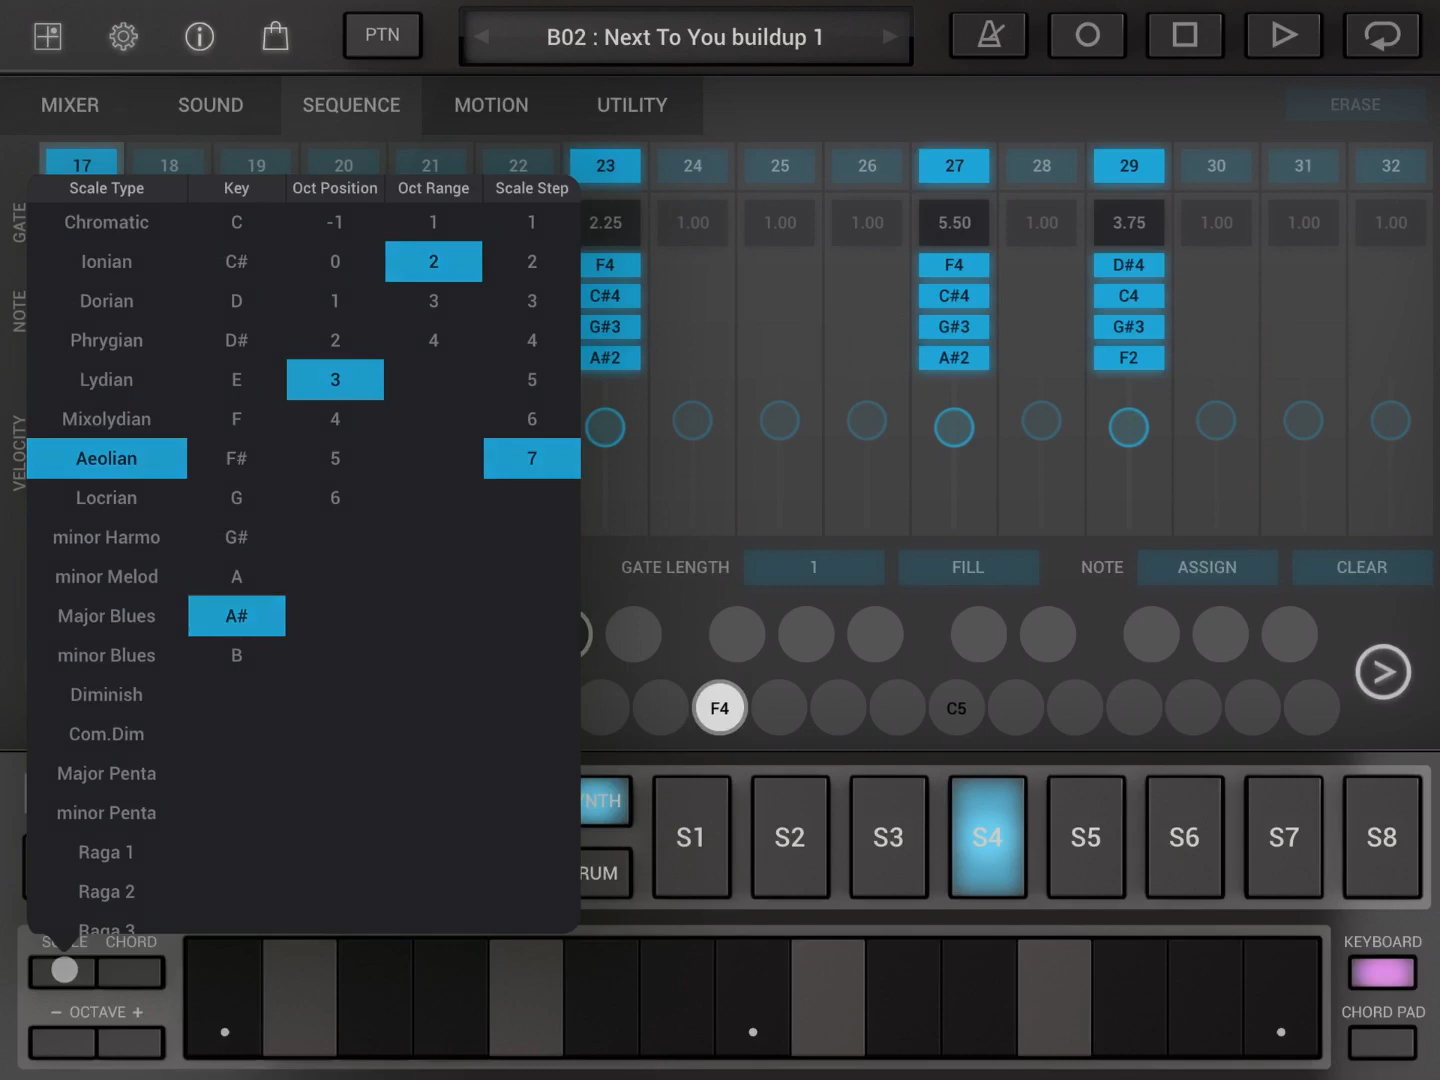 PTN
B02 : Next To You buildup 1
MIXER SOUND SEQUENCE MOTION UTILITY ERASE
17 18 19 20 21 22 23 24 25 26 27 28 29 30 31 32
GATE
NOTE
VELOCITY
Scale Type Key Oct Position Oct Range Scale Step
Chromatic C -1 1 1
Ionian C# 0 2 2
Dorian D 1 3 3
Phrygian D# 2 4 4
Lydian E 3 5
Mixolydian F 4 6
Aeolian F# 5 7
Locrian G 6
minor Harmo G#
minor Melod A
Major Blues A#
minor Blues B
Diminish
Com.Dim
Major Penta
minor Penta
Raga 1
Raga 2
Raga 3
2.25 1.00 1.00 1.00 5.50 1.00 3.75 1.00 1.00 1.00
F4 F4 D#4
C#4 C#4 C4
G#3 G#3 G#3
A#2 A#2 F2
GATE LENGTH 1 FILL NOTE ASSIGN CLEAR
>
F4 C5
YNTH
RUM
S1 S2 S3 S4 S5 S6 S7 S8
CHORD
− OCTAVE +
KEYBOARD
CHORD PAD